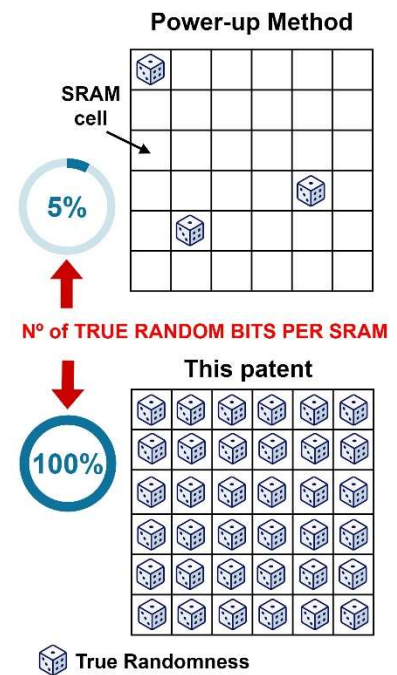 Power-up Method
SRAM
cell
5%
Nº of TRUE RANDOM BITS PER SRAM
This patent
100%
True Randomness